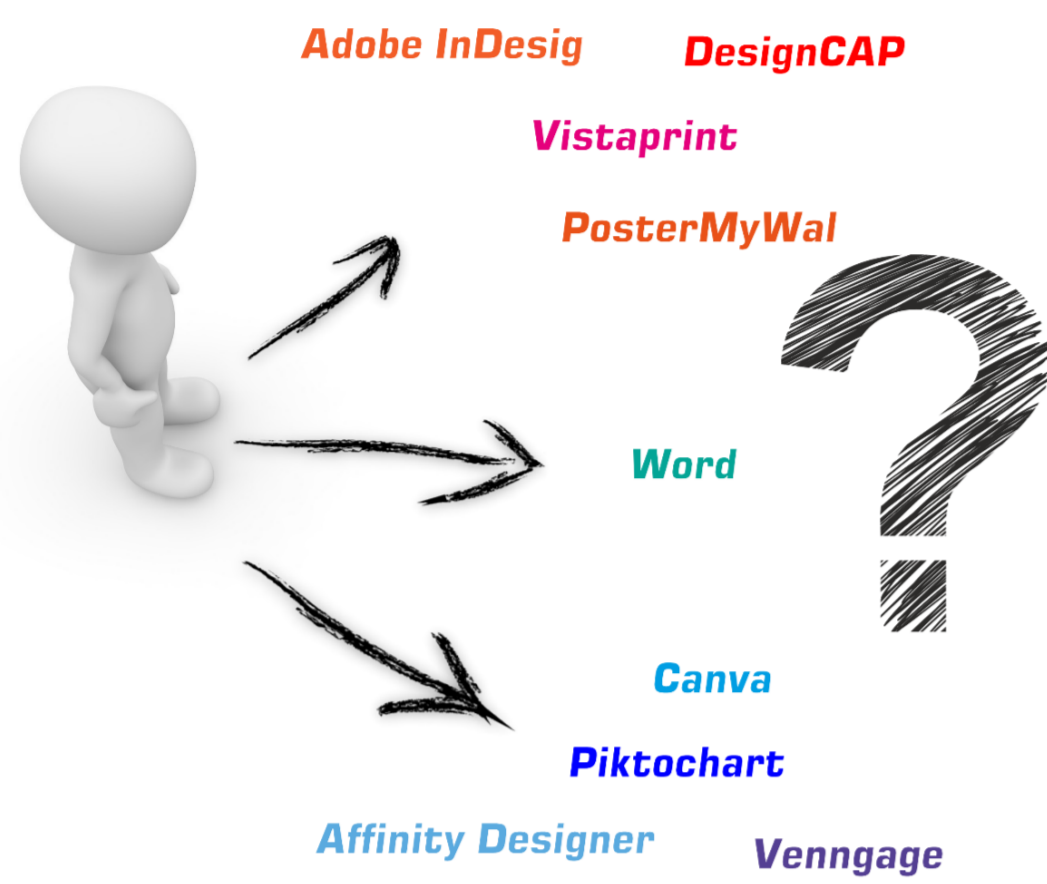 Adobe InDesig
DesignCAP
Vistaprint
PosterMyWal
?
Word
Canva
Piktochart
Affinity Designer
Venngage